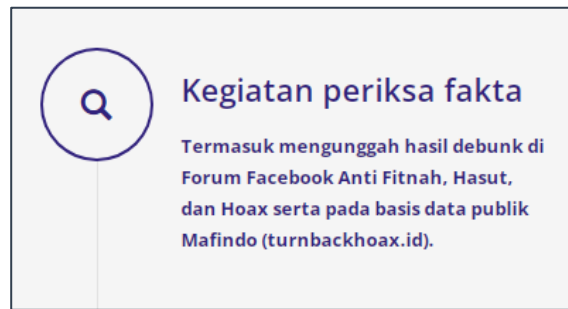 Kegiatan periksa fakta
Termasuk mengunggah hasil debunk di
Forum Facebook Anti Fitnah, Hasut,
dan Hoax serta pada basis data publik
Mafindo (turnbackhoax.id).